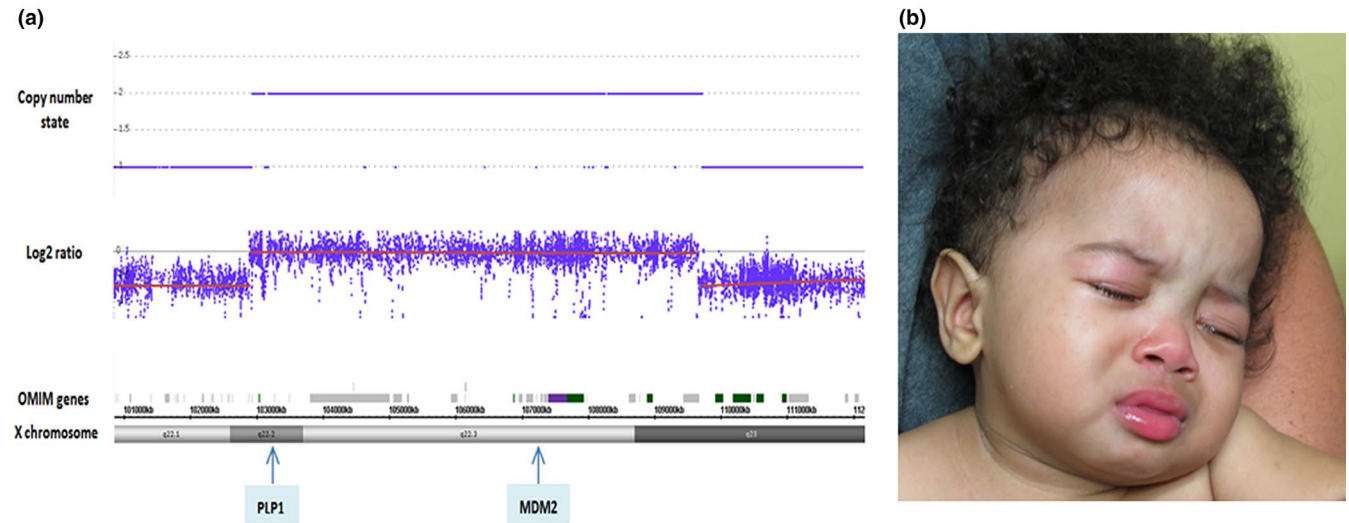 (a)
(b)
2.5
Copy number
state
2
1.5
1
Log2 ratio
0
OMIM genes
101000kb 102000kb 103000kb 104000kb 105000kb 106000kb 107000kb 108000kb 109000kb 110000kb 111000kb 112
X chromosome
q22.1 q22.2 q22.3 q23
PLP1 MDM2